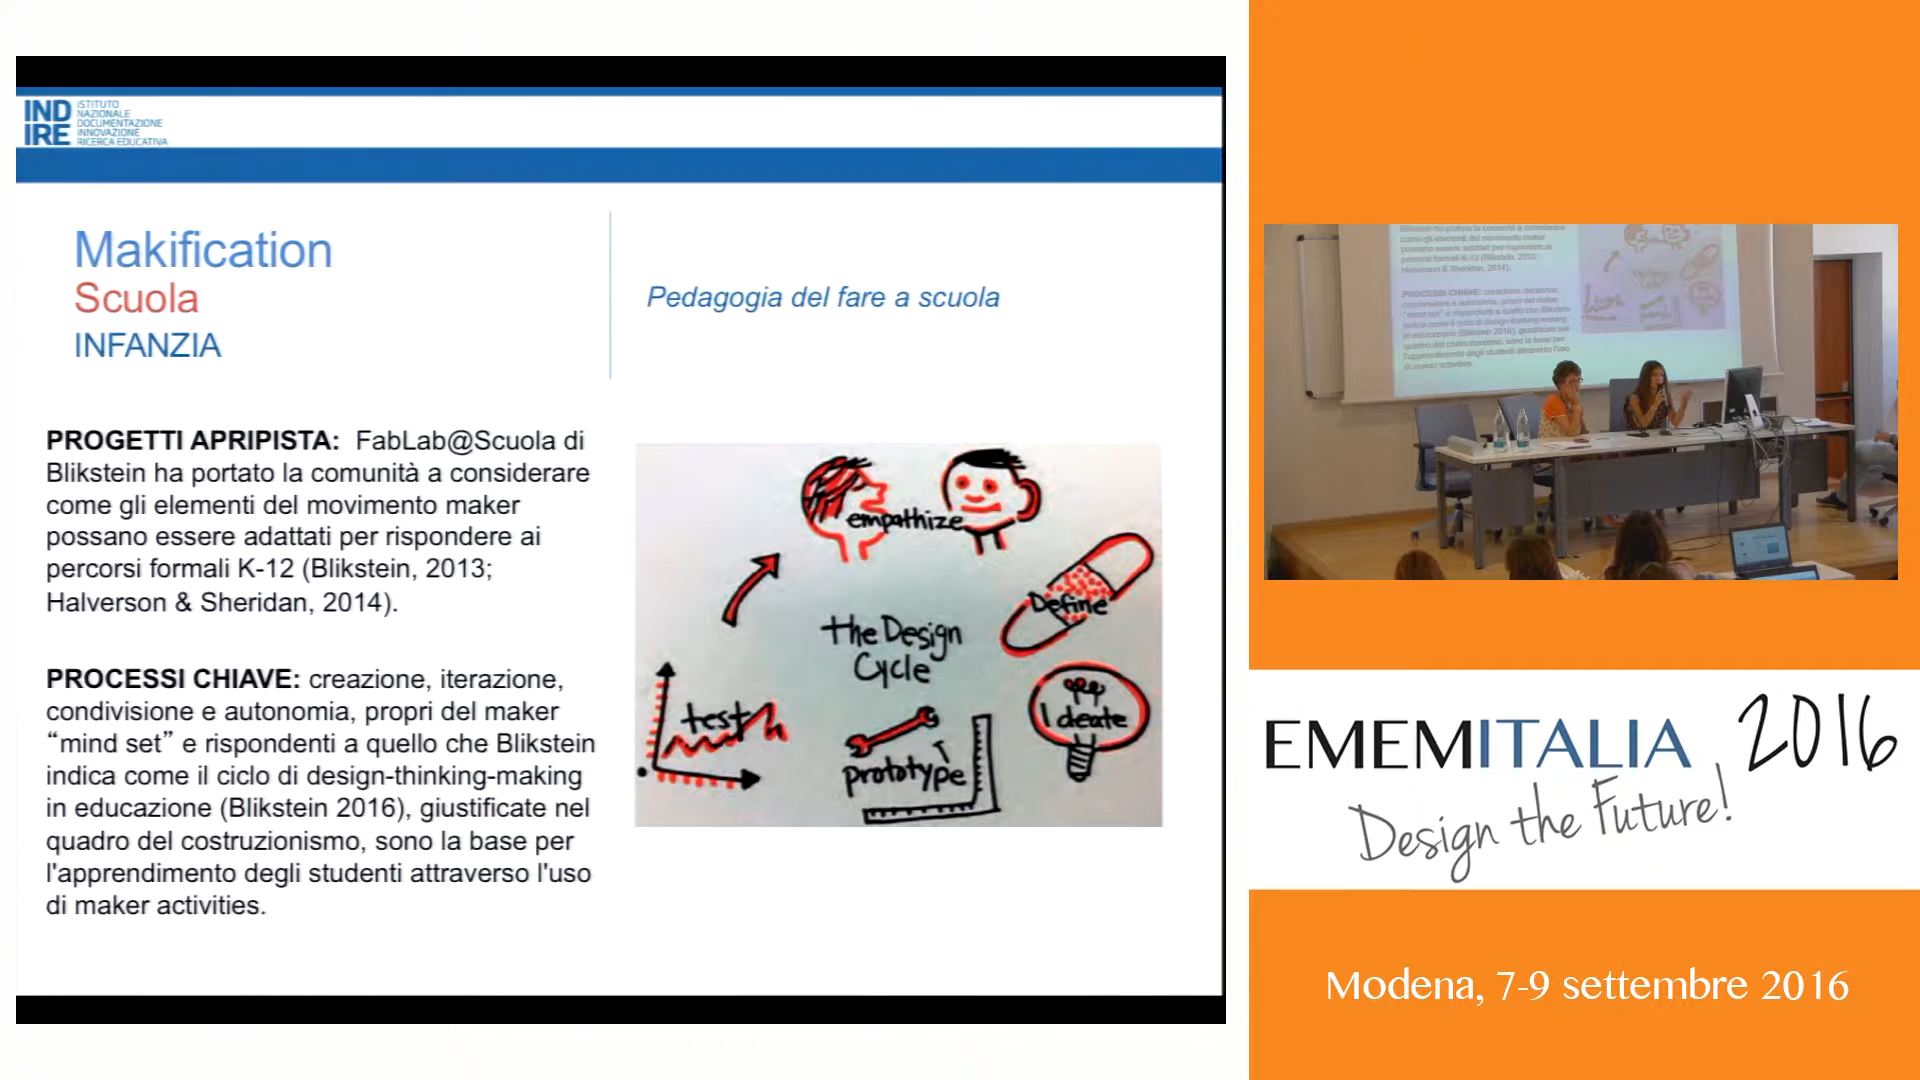 IND
IRE
ISTITUTO
NAZIONALE
DOCUMENTAZIONE
INNOVAZIONE
RICERCA EDUCATIVA
Makification
Scuola
INFANZIA
Pedagogia del fare a scuola
PROGETTI APRIPISTA: FabLab@Scuola di
Blikstein ha portato la comunità a considerare
come gli elementi del movimento maker
possano essere adattati per rispondere ai
percorsi formali K-12 (Blikstein, 2013;
Halverson & Sheridan, 2014).
PROCESSI CHIAVE: creazione, iterazione,
condivisione e autonomia, propri del maker
“mind set” e rispondenti a quello che Blikstein
indica come il ciclo di design-thinking-making
in educazione (Blikstein 2016), giustificate nel
quadro del costruzionismo, sono la base per
l'apprendimento degli studenti attraverso l'uso
di maker activities.
empathize
Define
the Design
Cycle
Ideate
test
prototype
EMEMITALIA 2016
Design the Future!
Modena, 7-9 settembre 2016